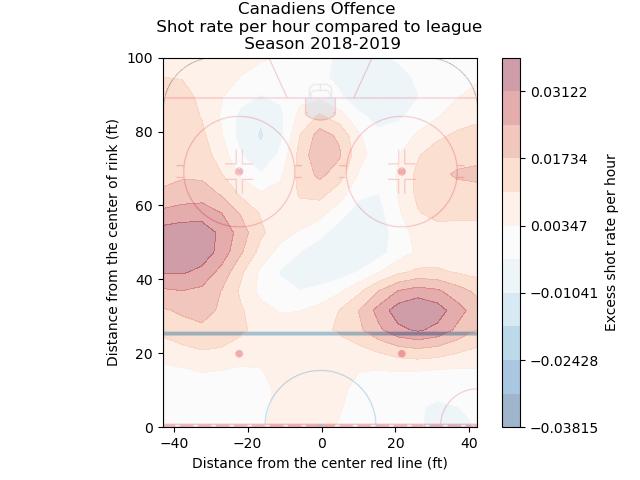 Canadiens Offence
Shot rate per hour compared to league
Season 2018-2019
100
80
60
40
20
0
Distance from the center of rink (ft)
−40
−20
0
20
40
Distance from the center red line (ft)
0.03122
0.01734
0.00347
−0.01041
−0.02428
−0.03815
Excess shot rate per hour